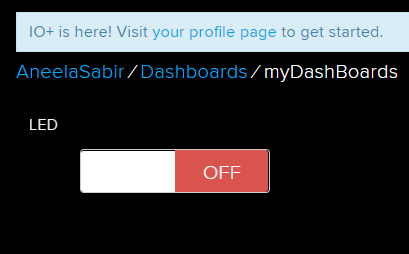 IO+ is here! Visit your profile page to get started.
AneelaSabir / Dashboards / myDashBoards
LED
OFF